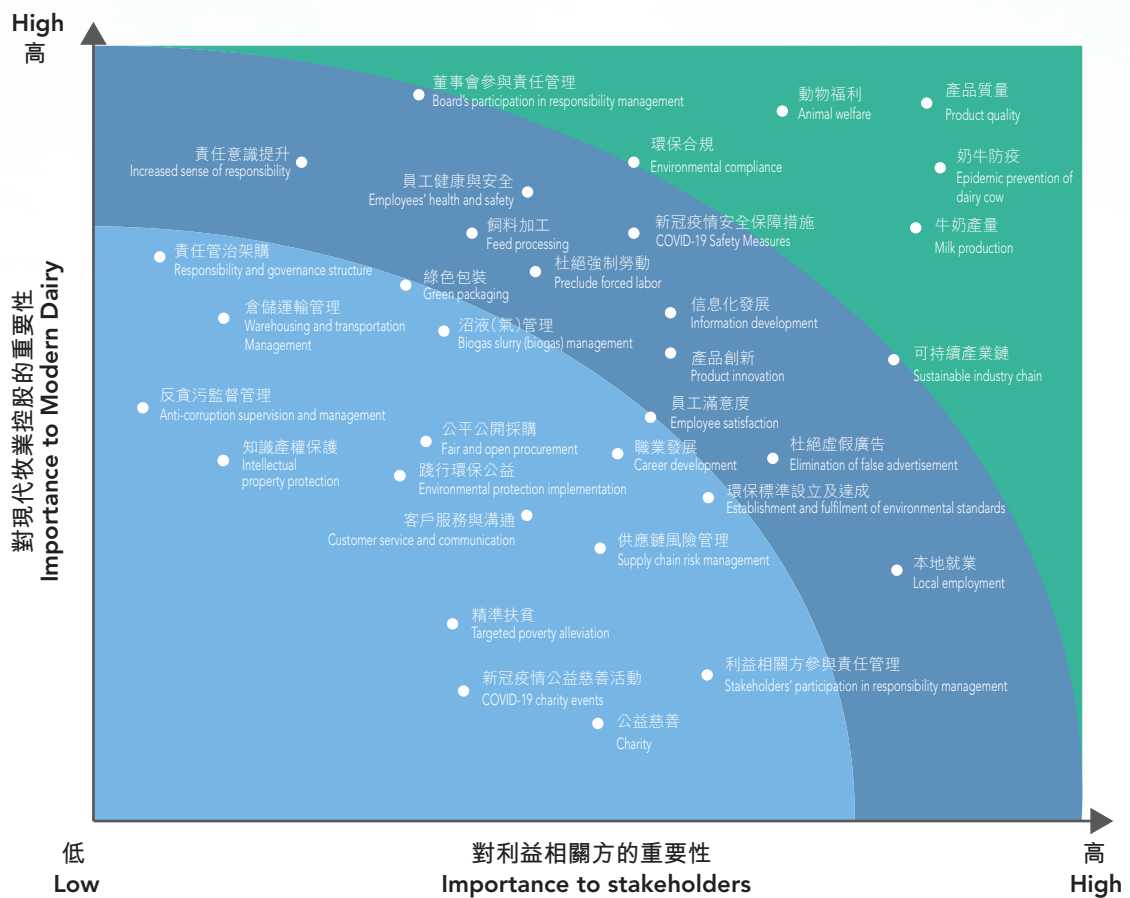 High
高
董事會參與責任管理
Board's participation in responsibility management
動物福利
Animal welfare
產品質量
Product quality
責任意識提升
Increased sense of responsibility
環保合規
Environmental compliance
奶牛防疫
Epidemic prevention of
dairy cow
員工健康與安全
Employees' health and safety
飼料加工
Feed processing
新冠疫情安全保障措施
COVID-19 Safety Measures
牛奶產量
Milk production
責任管治架購
Responsibility and governance structure
杜絕強制勞動
Preclude forced labor
綠色包裝
Green packaging
倉儲運輸管理
Warehousing and transportation
Management
沼液(氣)管理
Biogas slurry (biogas) management
信息化發展
Information development
產品創新
Product innovation
可持續產業鏈
Sustainable industry chain
反貪污監督管理
Anti-corruption supervision and management
員工滿意度
Employee satisfaction
公平公開採購
Fair and open procurement
知識產權保護
Intellectual
property protection
職業發展
Career development
杜絕虛假廣告
Elimination of false advertisement
踐行環保公益
Environmental protection implementation
環保標準設立及達成
Establishment and fulfilment of environmental standards
客戶服務與溝通
Customer service and communication
供應鏈風險管理
Supply chain risk management
本地就業
Local employment
精準扶貧
Targeted poverty alleviation
利益相關方參與責任管理
Stakeholders' participation in responsibility management
新冠疫情公益慈善活動
COVID-19 charity events
公益慈善
Charity
對現代牧業控股的重要性
Importance to Modern Dairy
低
Low
對利益相關方的重要性
Importance to stakeholders
高
High